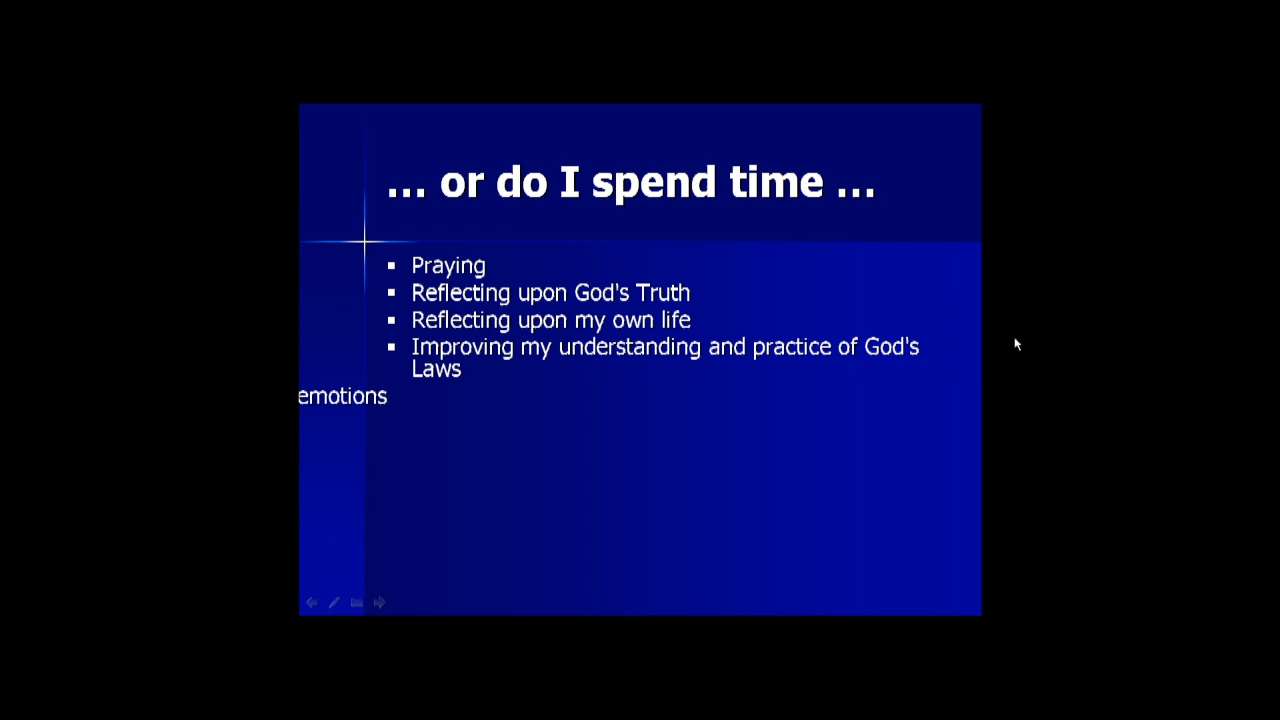 … or do I spend time …
▪ Praying
▪ Reflecting upon God's Truth
▪ Reflecting upon my own life
▪ Improving my understanding and practice of God's
Laws
emotions